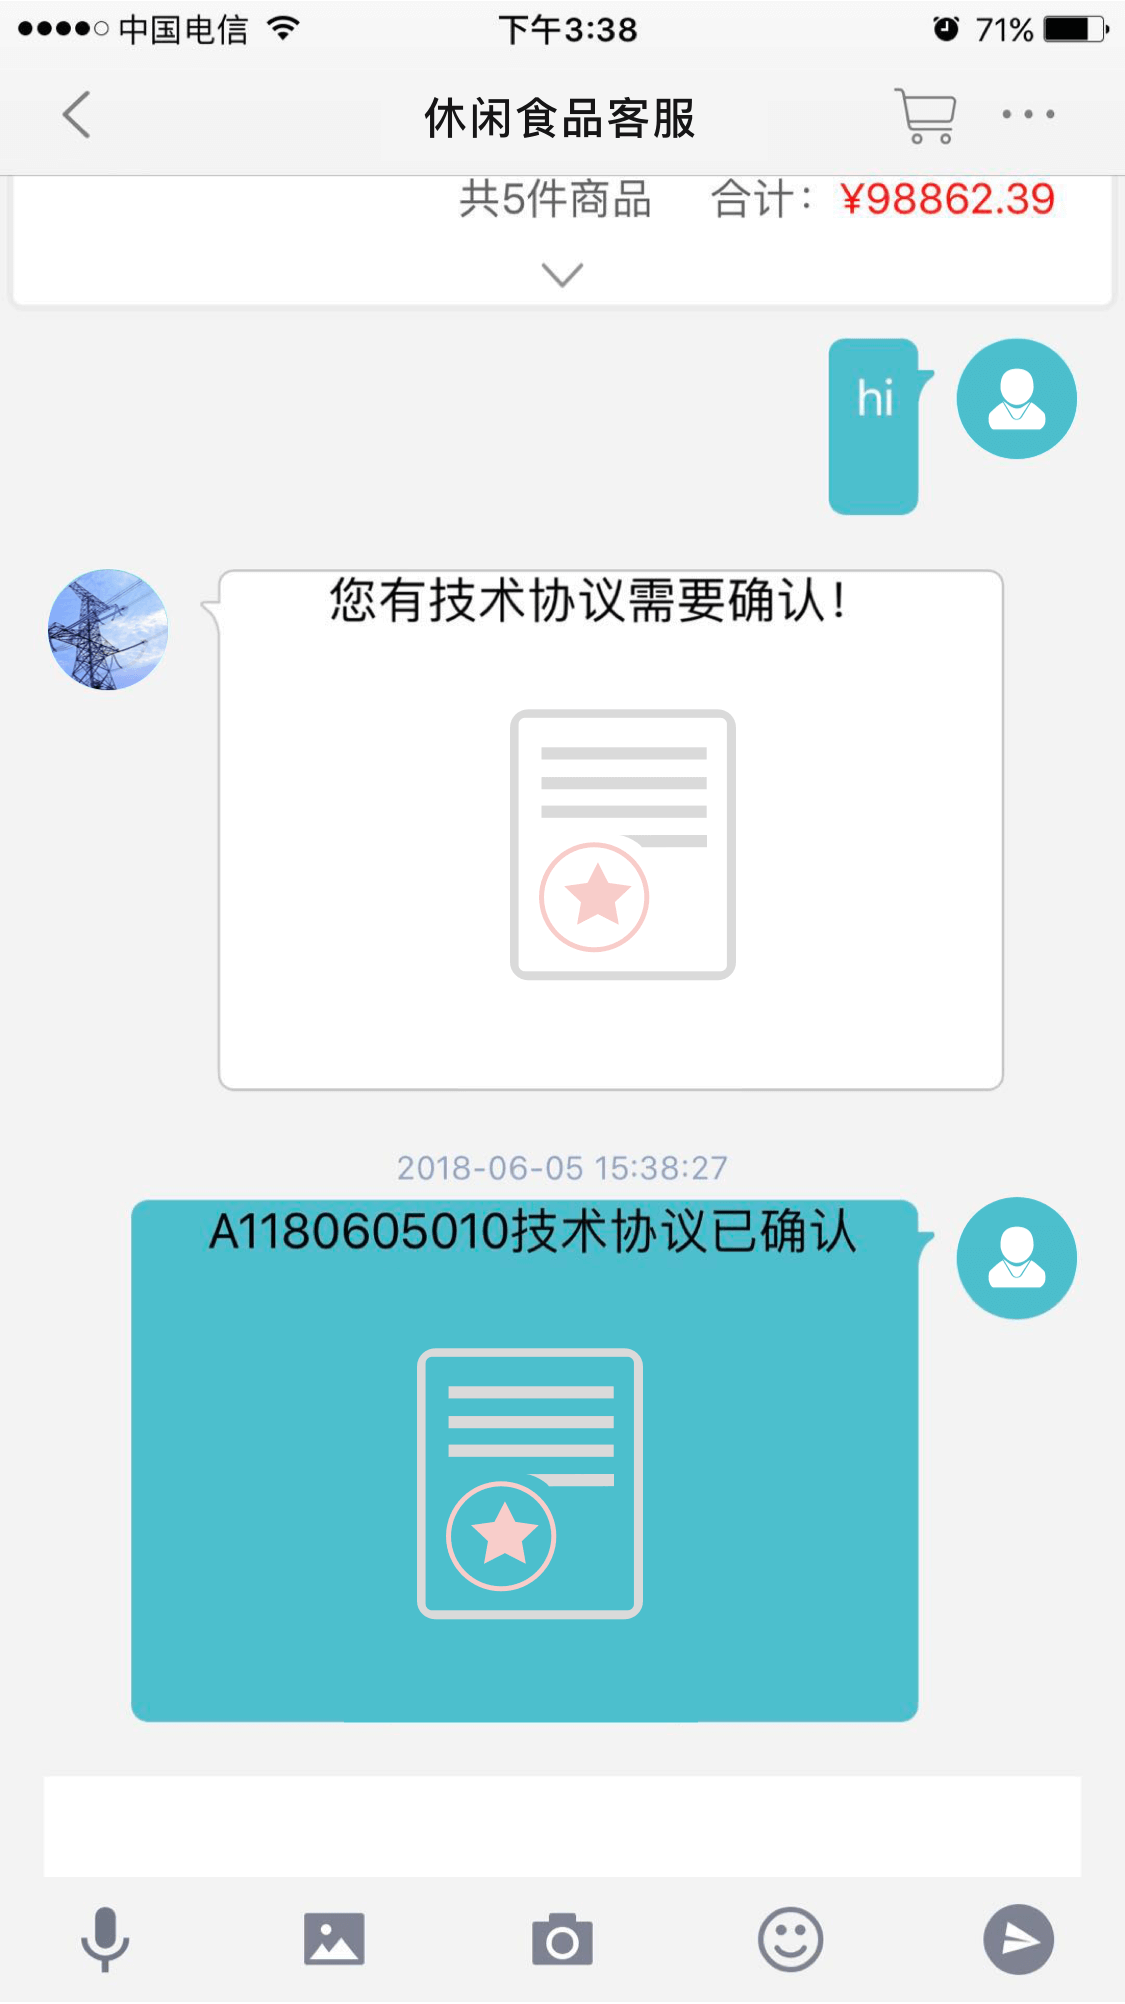 中国电信 下午3:38 71%
休闲食品客服
共5件商品 合计：¥98862.39
hi
您有技术协议需要确认！
2018-06-05 15:38:27
A1180605010技术协议已确认